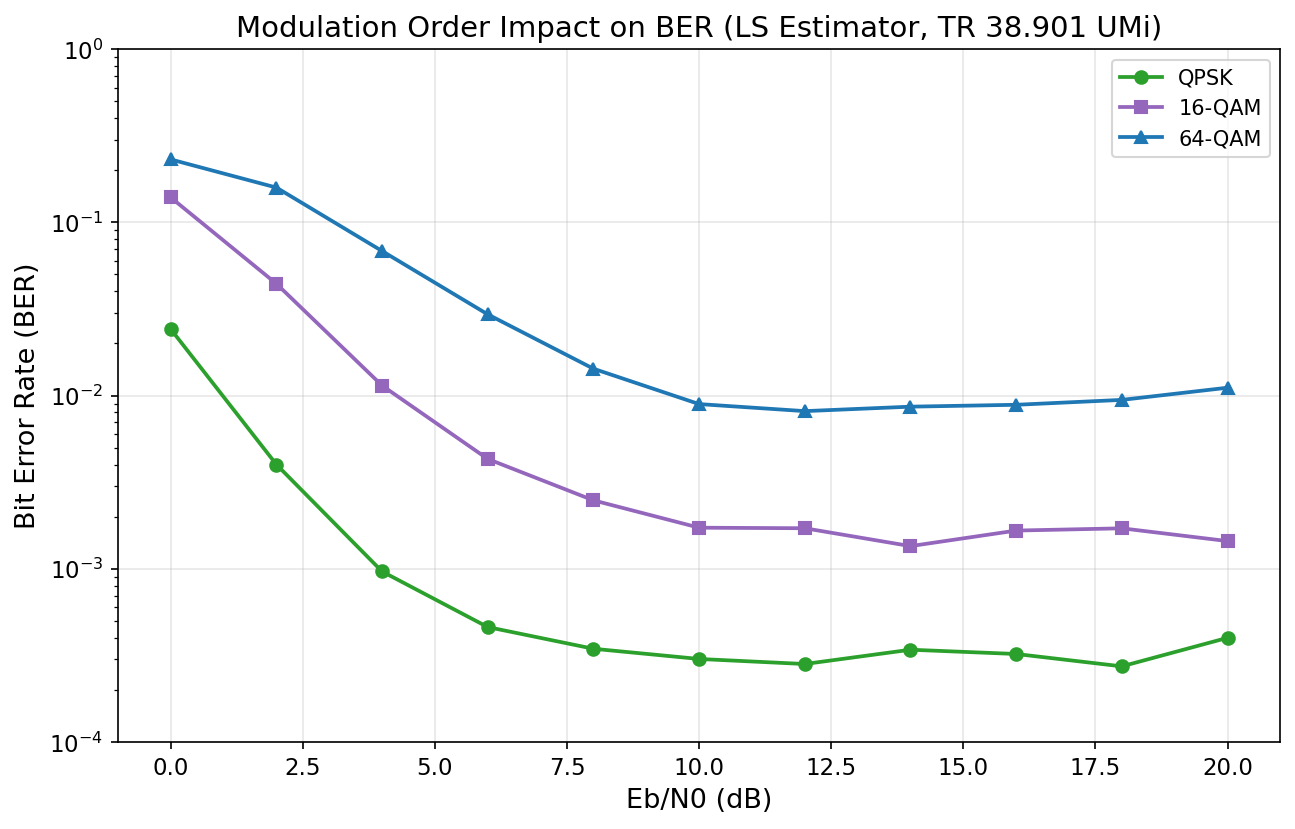 Modulation Order Impact on BER (LS Estimator, TR 38.901 UMi)
QPSK
16-QAM
64-QAM
Bit Error Rate (BER)
10⁰
10⁻¹
10⁻²
10⁻³
10⁻⁴
0.0 2.5 5.0 7.5 10.0 12.5 15.0 17.5 20.0
Eb/N0 (dB)